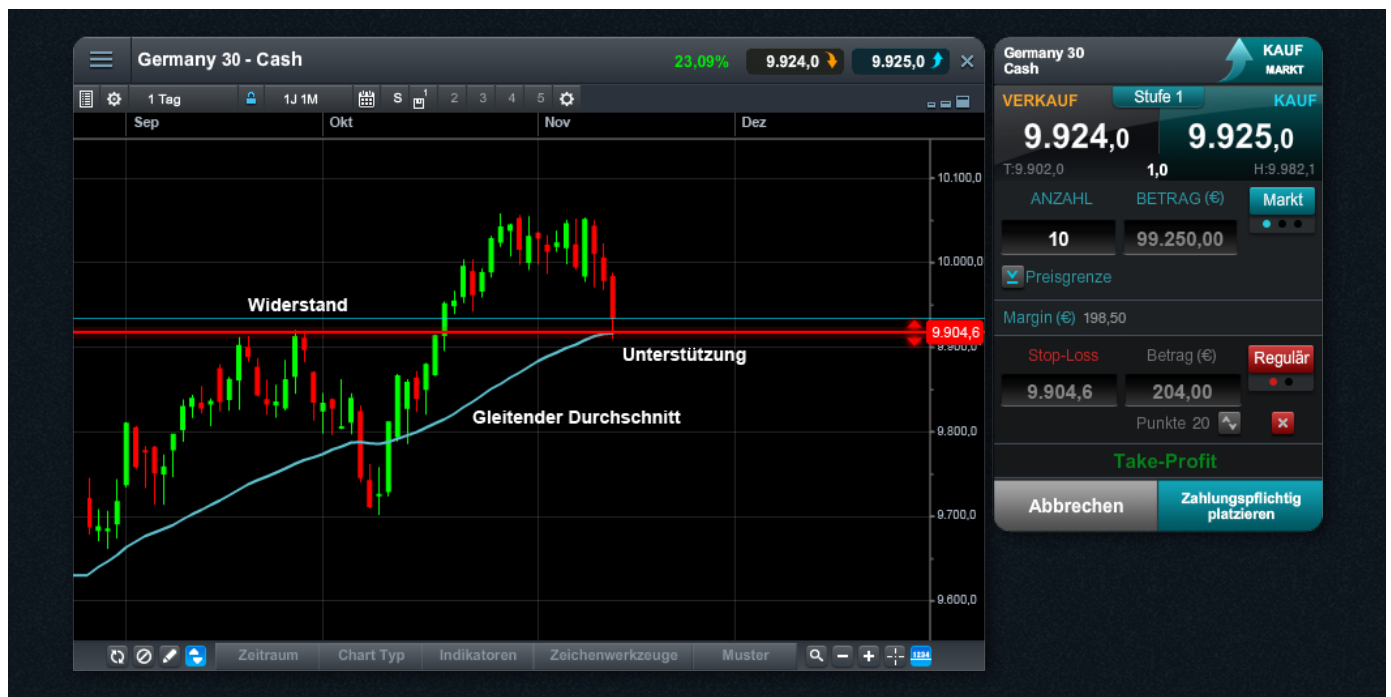 Germany 30 - Cash
23,09%
9.924,0
9.925,0
1 Tag
1J 1M
S
1
2
3
4
5
Sep
Okt
Nov
Dez
10.100,0
10.000,0
Widerstand
9.904,6
9.900,0
Unterstützung
Gleitender Durchschnitt
9.800,0
9.700,0
9.600,0
Zeitraum
Chart Typ
Indikatoren
Zeichenwerkzeuge
Muster
1234
Germany 30
Cash
KAUF
MARKT
VERKAUF
Stufe 1
KAUF
9.924,0
9.925,0
T:9.902,0
1,0
H:9.982,1
ANZAHL
BETRAG (€)
Markt
10
99.250,00
Preisgrenze
Margin (€) 198,50
Stop-Loss
Betrag (€)
Regulär
9.904,6
204,00
Punkte 20
Take-Profit
Abbrechen
Zahlungspflichtig
platzieren